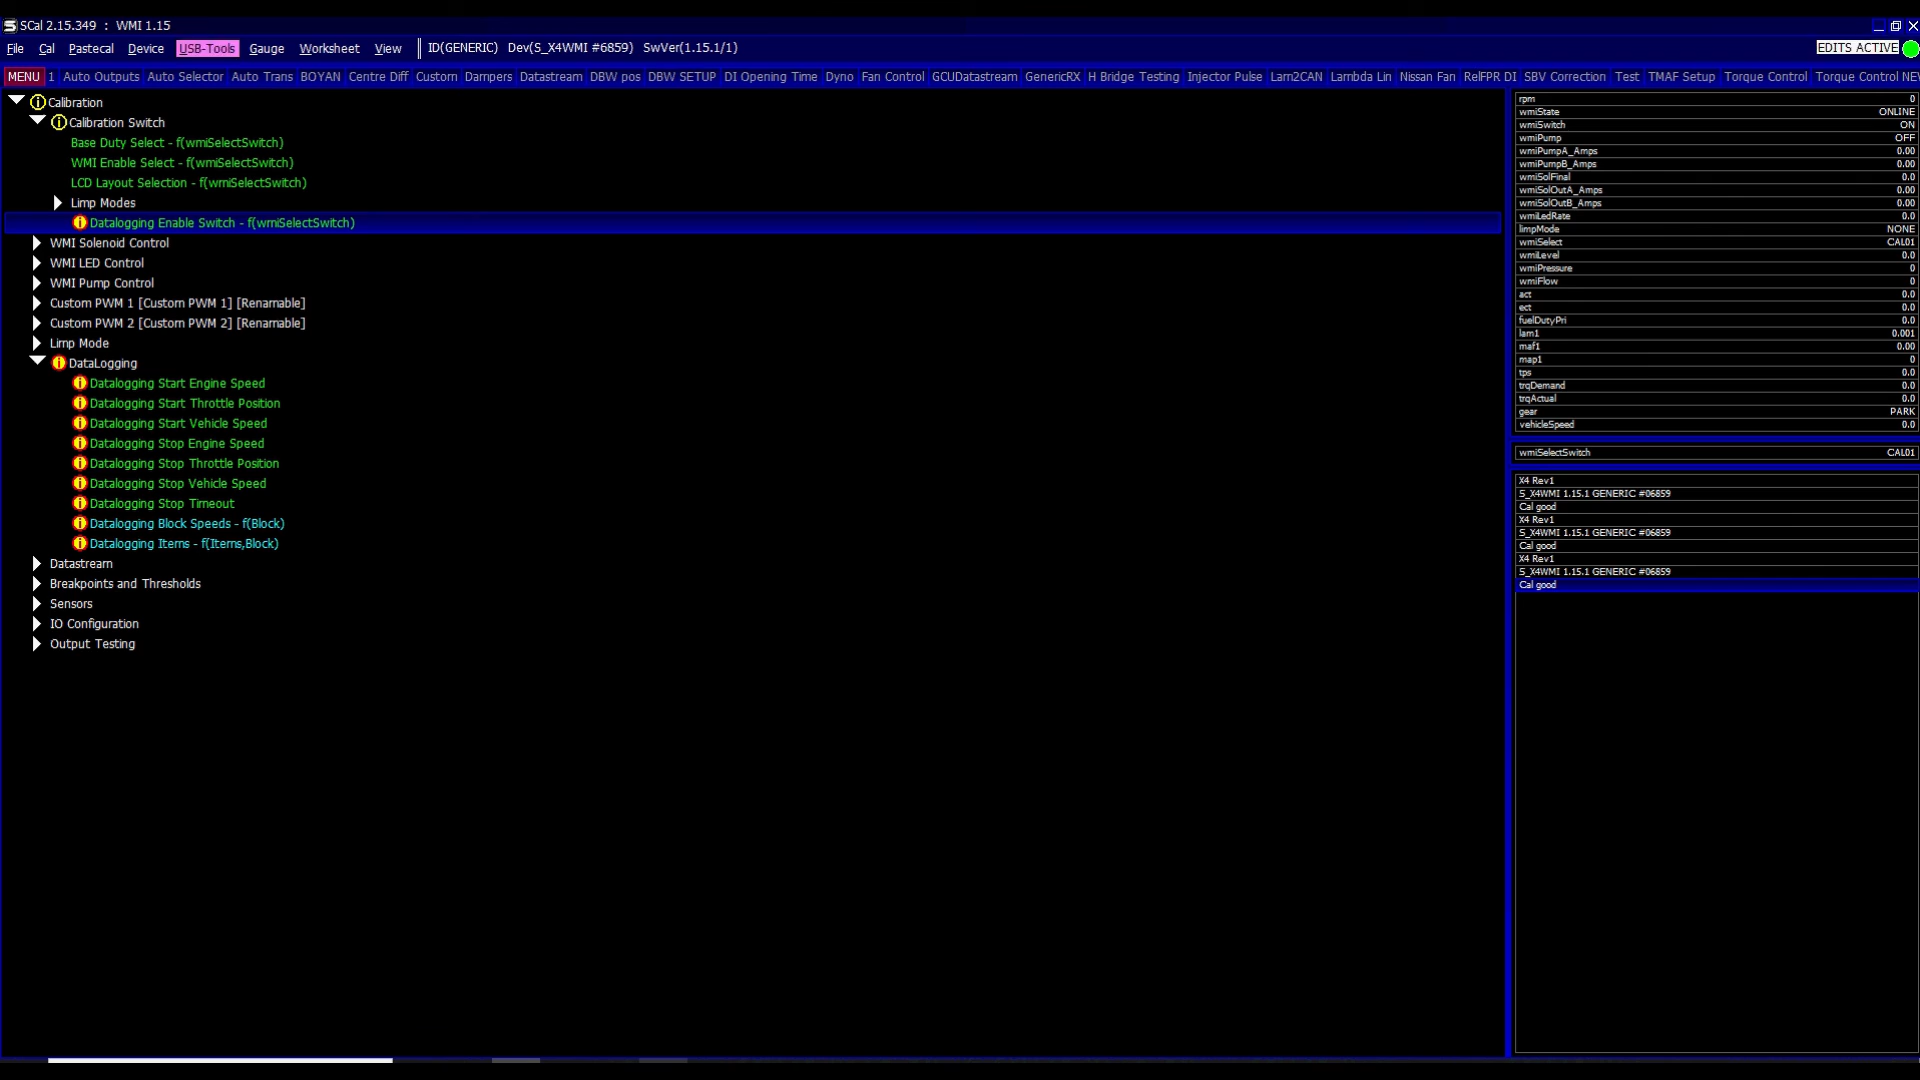 SCal 2.15.349 : WMI 1.15
File Cal Pastecal Device USB-Tools Gauge Worksheet View ID(GENERIC) Dev(S_X4WMI #6859) SwVer(1.15.1/1) EDITS ACTIVE
MENU 1 Auto Outputs Auto Selector Auto Trans BOYAN Centre Diff Custom Dampers Datastream DBW pos DBW SETUP DI Opening Time Dyno Fan Control GCUDatastream GenericRX H Bridge Testing Injector Pulse Lam2CAN Lambda Lin Nissan Fan RelFPR DI SBV Correction Test TMAF Setup Torque Control Torque Control NEV
Calibration
Calibration Switch
Base Duty Select - f(wmiSelectSwitch)
WMI Enable Select - f(wmiSelectSwitch)
LCD Layout Selection - f(wmiSelectSwitch)
Limp Modes
Datalogging Enable Switch - f(wmiSelectSwitch)
WMI Solenoid Control
WMI LED Control
WMI Pump Control
Custom PWM 1 [Custom PWM 1] [Renamable]
Custom PWM 2 [Custom PWM 2] [Renamable]
Limp Mode
DataLogging
Datalogging Start Engine Speed
Datalogging Start Throttle Position
Datalogging Start Vehicle Speed
Datalogging Stop Engine Speed
Datalogging Stop Throttle Position
Datalogging Stop Vehicle Speed
Datalogging Stop Timeout
Datalogging Block Speeds - f(Block)
Datalogging Items - f(Items,Block)
Datastream
Breakpoints and Thresholds
Sensors
IO Configuration
Output Testing
rpm 0
wmiState ONLINE
wmiSwitch ON
wmiPump OFF
wmiPumpA_Amps 0.00
wmiPumpB_Amps 0.00
wmiSolFinal 0.0
wmiSolOutA_Amps 0.00
wmiSolOutB_Amps 0.00
wmiLedRate 0.0
limpMode NONE
wmiSelect CAL01
wmiLevel 0.0
wmiPressure 0
wmiFlow 0
act 0.0
ect 0.0
fuelDutyPri 0.0
lam1 0.001
maf1 0.00
map1 0
tps 0.0
trqDemand 0.0
trqActual 0.0
gear PARK
vehicleSpeed 0.0
wmiSelectSwitch CAL01
X4 Rev1
S_X4WMI 1.15.1 GENERIC #06859
Cal good
X4 Rev1
S_X4WMI 1.15.1 GENERIC #06859
Cal good
X4 Rev1
S_X4WMI 1.15.1 GENERIC #06859
Cal good